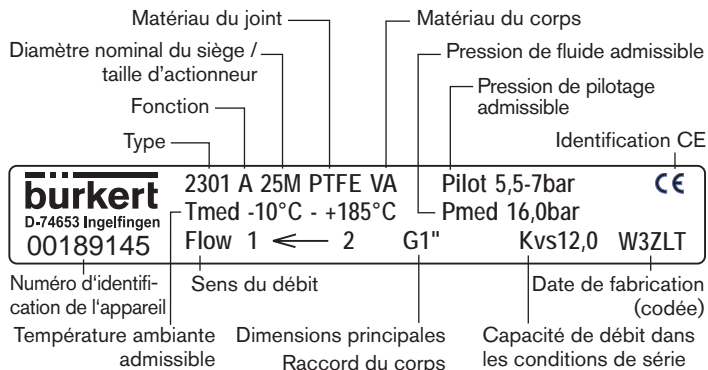 Matériau du joint
Matériau du corps
Diamètre nominal du siège /
taille d'actionneur
Pression de fluide admissible
Pression de pilotage
admissible
Fonction
Type
Identification CE
burkert
D-74653 Ingelfingen
00189145
2301 A 25M PTFE VA Pilot 5,5-7bar CE
Tmed -10°C - +185°C Pmed 16,0bar
Flow 1 ← 2 G1" Kvs12,0 W3ZLT
Numéro d'identifi-
cation de l'appareil
Sens du débit
Date de fabrication
(codée)
Température ambiante
admissible
Dimensions principales
Raccord du corps
Capacité de débit dans
les conditions de série